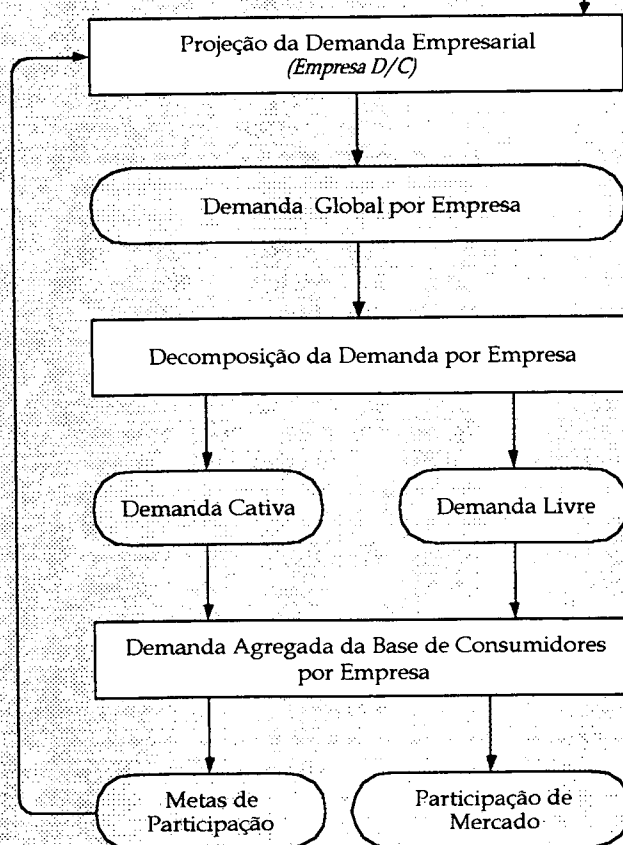 Projeção da Demanda Empresarial
(Empresa D/C)
Demanda Global por Empresa
Decomposição da Demanda por Empresa
Demanda Cativa
Demanda Livre
Demanda Agregada da Base de Consumidores
por Empresa
Metas de
Participação
Participação de
Mercado